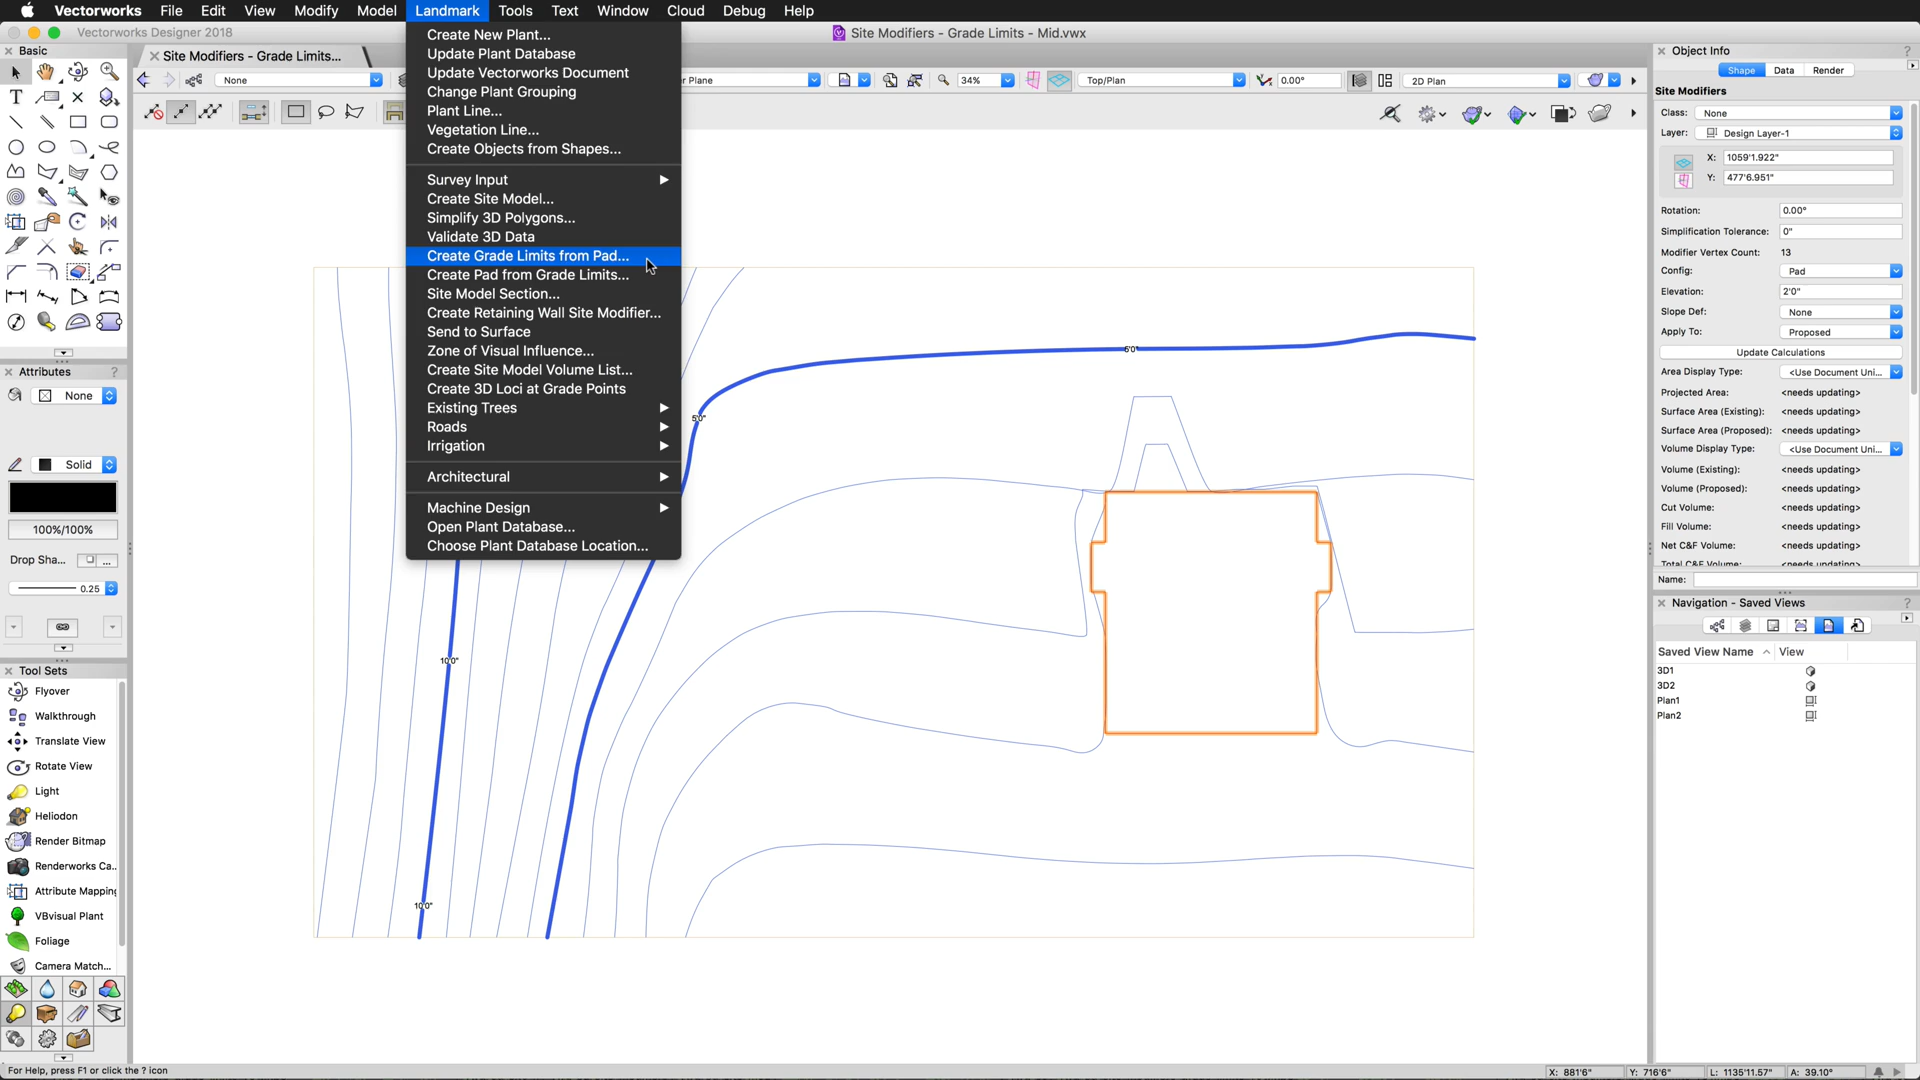 Vectorworks File Edit View Modify Model Landmark Tools Text Window Cloud Debug Help
Vectorworks Designer 2018
Site Modifiers - Grade Limits - Mid.vwx
Basic
Site Modifiers - Grade Limits...
None
r Plane
34%
Top/Plan
0.00°
2D Plan
Create New Plant...
Update Plant Database
Update Vectorworks Document
Change Plant Grouping
Plant Line...
Vegetation Line...
Create Objects from Shapes...
Survey Input
Create Site Model...
Simplify 3D Polygons...
Validate 3D Data
Create Grade Limits from Pad...
Create Pad from Grade Limits...
Site Model Section...
Create Retaining Wall Site Modifier...
Send to Surface
Zone of Visual Influence...
Create Site Model Volume List...
Create 3D Loci at Grade Points
Existing Trees
Roads
Irrigation
Architectural
Machine Design
Open Plant Database...
Choose Plant Database Location...
Attributes ?
None
Solid
100%/100%
Drop Sha... ...
0.25
Tool Sets
Flyover
Walkthrough
Translate View
Rotate View
Light
Heliodon
Render Bitmap
Renderworks Ca..
Attribute Mapping
VBvisual Plant
Foliage
Camera Match...
5'0"
10'0"
10'0"
Object Info ?
Shape Data Render
Site Modifiers
Class: None
Layer: Design Layer-1
X: 1059'1.922"
Y: 477'6.951"
Rotation: 0.00°
Simplification Tolerance: 0"
Modifier Vertex Count: 13
Config: Pad
Elevation: 2'0"
Slope Def: None
Apply To: Proposed
Update Calculations
Area Display Type: <Use Document Uni...
Projected Area: <needs updating>
Surface Area (Existing): <needs updating>
Surface Area (Proposed): <needs updating>
Volume Display Type: <Use Document Uni...
Volume (Existing): <needs updating>
Volume (Proposed): <needs updating>
Cut Volume: <needs updating>
Fill Volume: <needs updating>
Net C&F Volume: <needs updating>
Total C&F Volume: <needs updating>
Name:
Navigation - Saved Views ?
Saved View Name View
3D1
3D2
Plan1
Plan2
For Help, press F1 or click the ? icon
X: 881'6" Y: 716'6" L: 1135'11.57" A: 39.10°